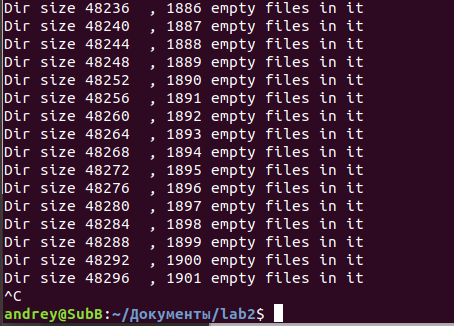 Dir size 48236  , 1886 empty files in it
Dir size 48240  , 1887 empty files in it
Dir size 48244  , 1888 empty files in it
Dir size 48248  , 1889 empty files in it
Dir size 48252  , 1890 empty files in it
Dir size 48256  , 1891 empty files in it
Dir size 48260  , 1892 empty files in it
Dir size 48264  , 1893 empty files in it
Dir size 48268  , 1894 empty files in it
Dir size 48272  , 1895 empty files in it
Dir size 48276  , 1896 empty files in it
Dir size 48280  , 1897 empty files in it
Dir size 48284  , 1898 empty files in it
Dir size 48288  , 1899 empty files in it
Dir size 48292  , 1900 empty files in it
Dir size 48296  , 1901 empty files in it
^C
andrey@SubB:~/Документы/lab2$